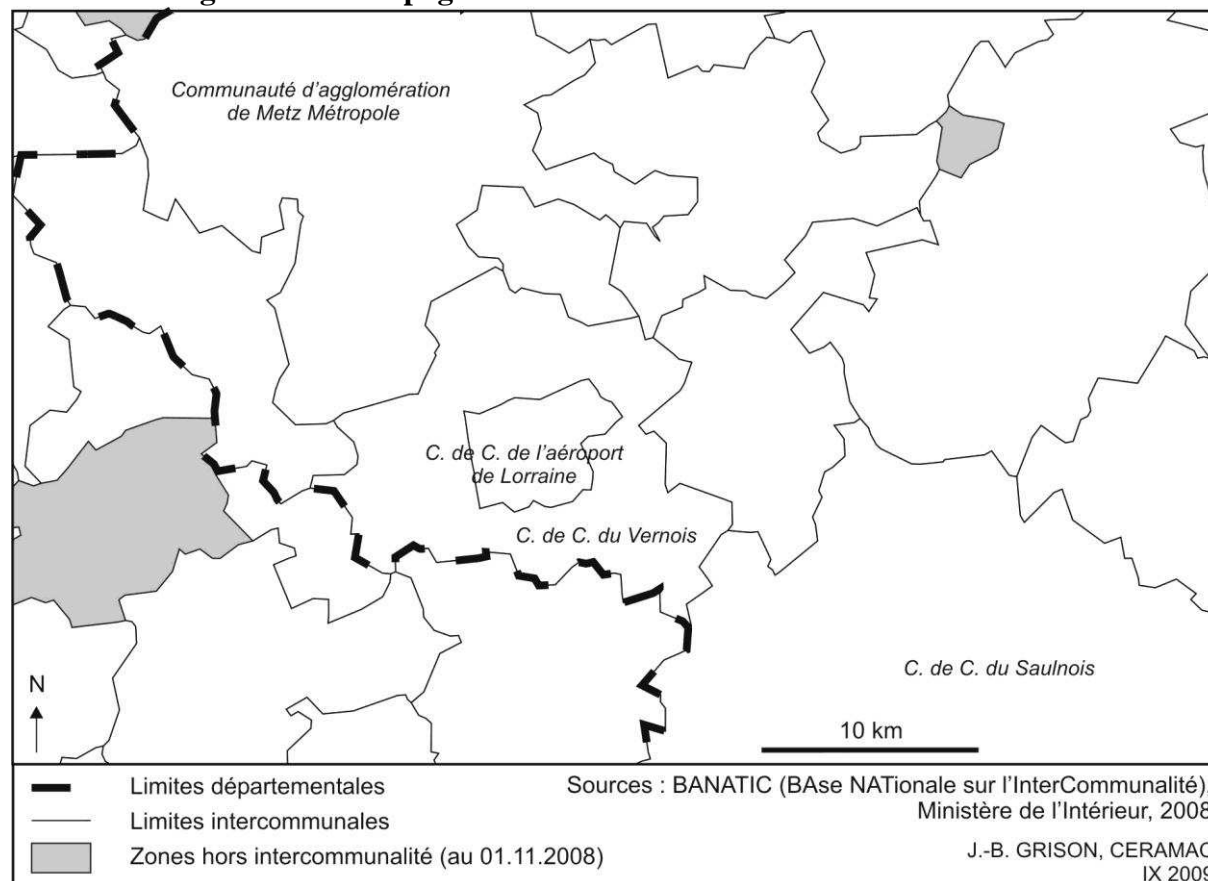 Communauté d'agglomération
de Metz Métropole
C. de C. de l'aéroport
de Lorraine
C. de C. du Vernois
C. de C. du Saulnois
N
10 km
Limites départementales
Limites intercommunales
Zones hors intercommunalité (au 01.11.2008)
Sources : BANATIC (BAse NATionale sur l'InterCommunalité),
Ministère de l'Intérieur, 2008
J.-B. GRISON, CERAMAC
IX 2009